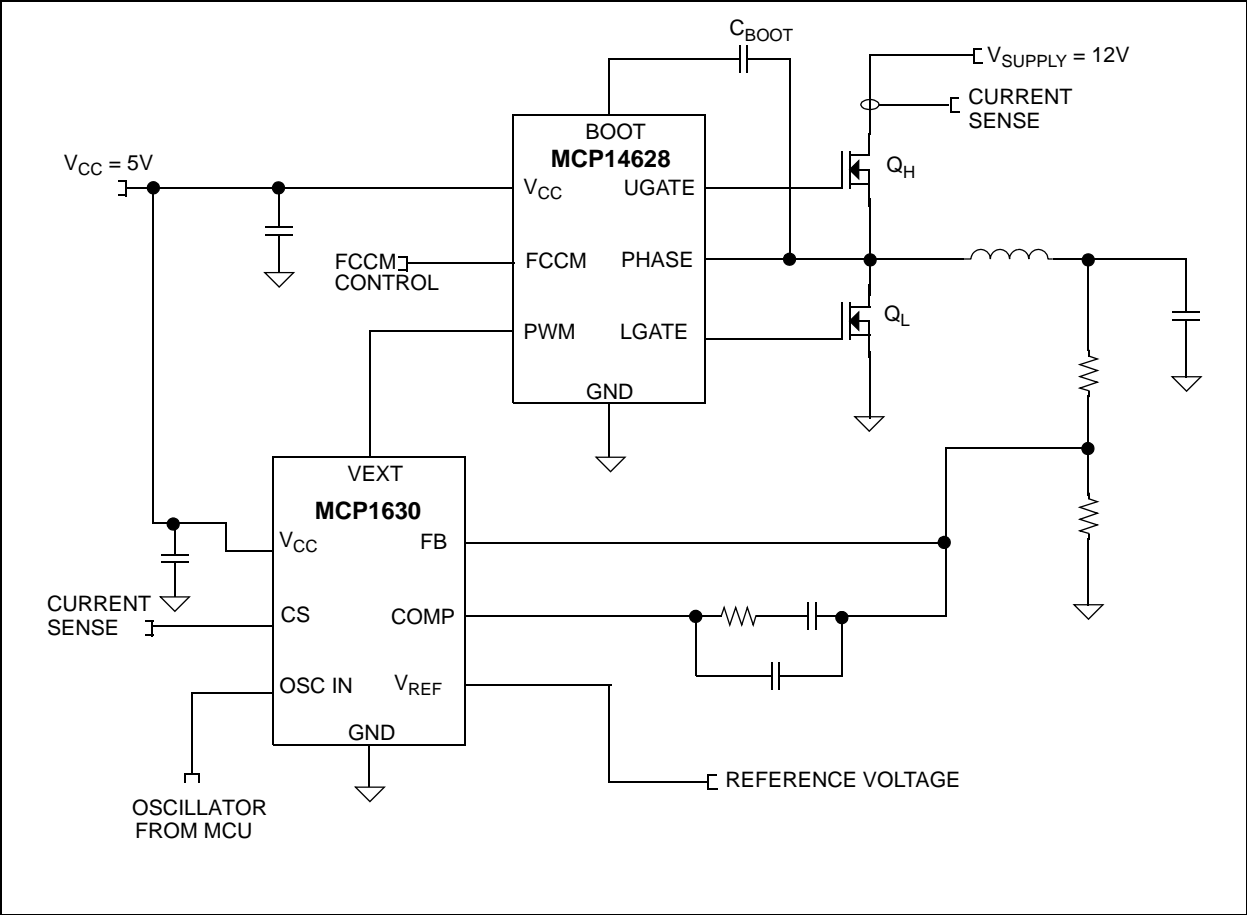 C_BOOT
V_SUPPLY = 12V
CURRENT
SENSE
BOOT
MCP14628
V_CC = 5V
V_CC
UGATE
Q_H
FCCM
CONTROL
FCCM
PHASE
PWM
LGATE
Q_L
GND
VEXT
MCP1630
V_CC
FB
CURRENT
SENSE
CS
COMP
OSC IN
V_REF
GND
REFERENCE VOLTAGE
OSCILLATOR
FROM MCU